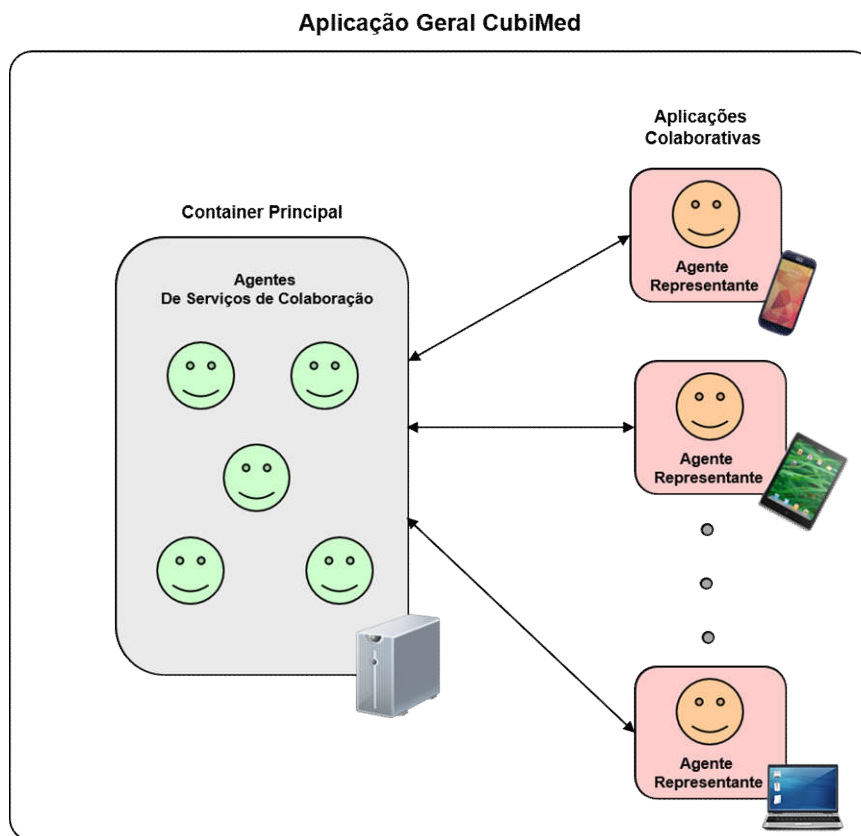 Aplicação Geral CubiMed
Aplicações
Colaborativas
Container Principal
Agentes
De Serviços de Colaboração
Agente
Representante
Agente
Representante
Agente
Representante